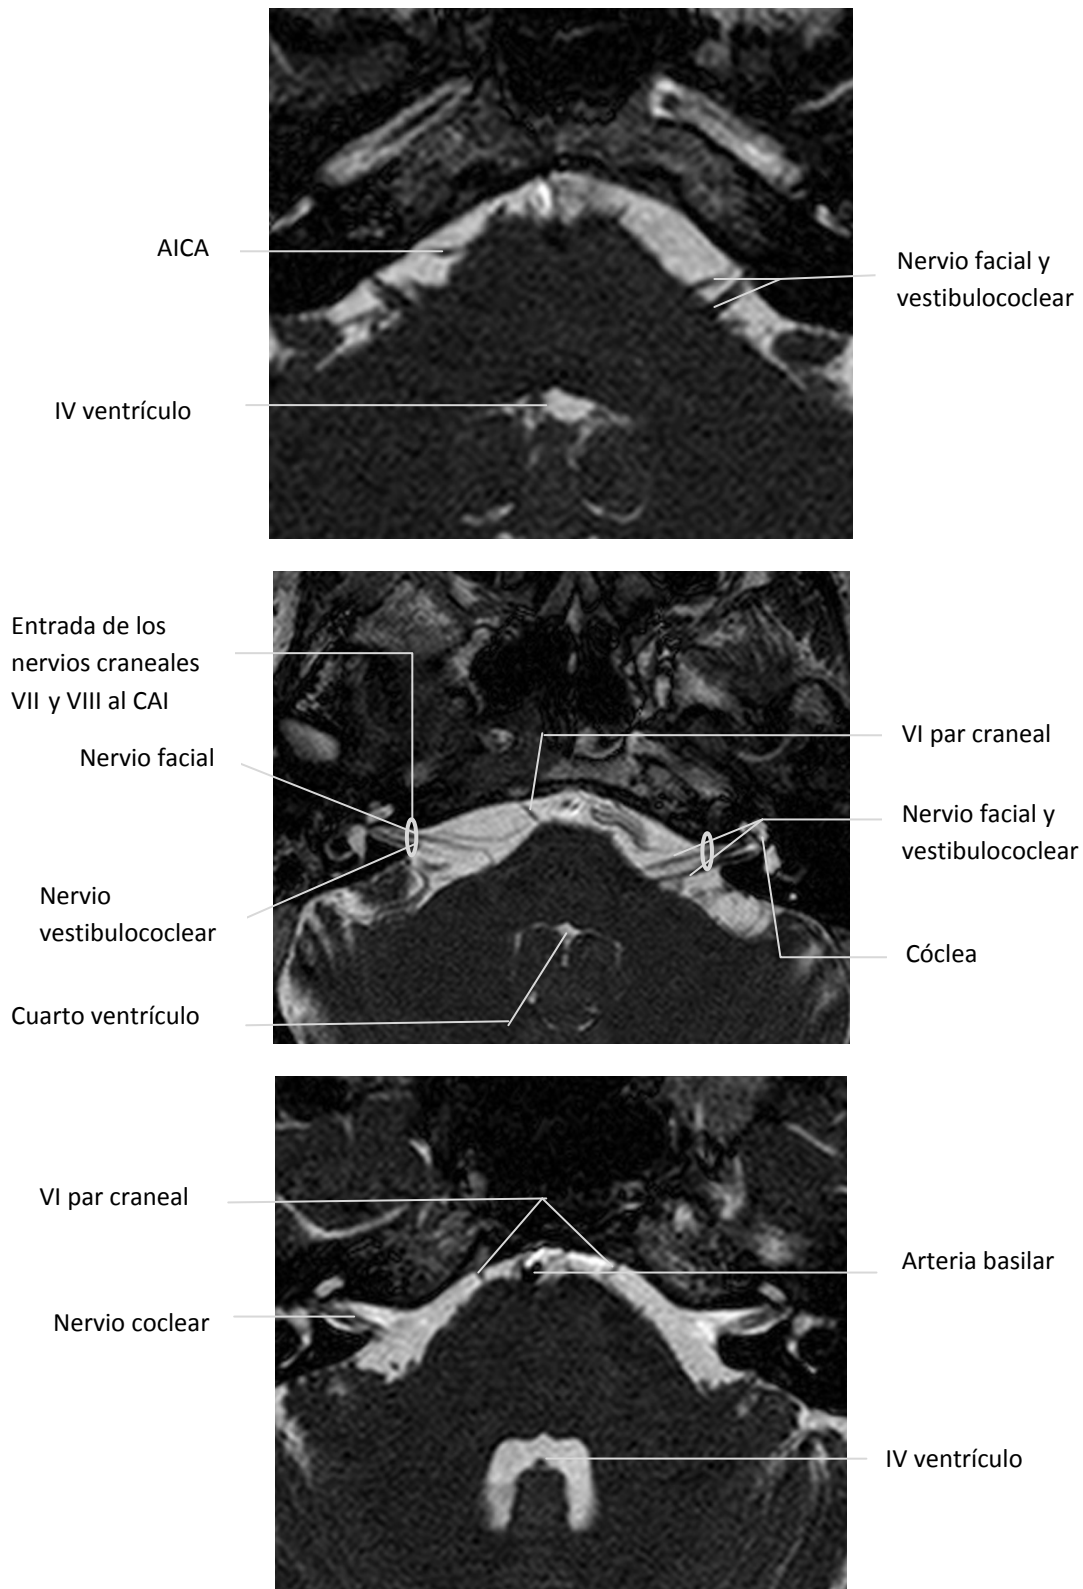 AICA
Nervio facial y
vestibulococlear
IV ventrículo
Entrada de los
nervios craneales
VII y VIII al CAI
VI par craneal
Nervio facial
Nervio facial y
vestibulococlear
Nervio
vestibulococlear
Cóclea
Cuarto ventrículo
VI par craneal
Arteria basilar
Nervio coclear
IV ventrículo